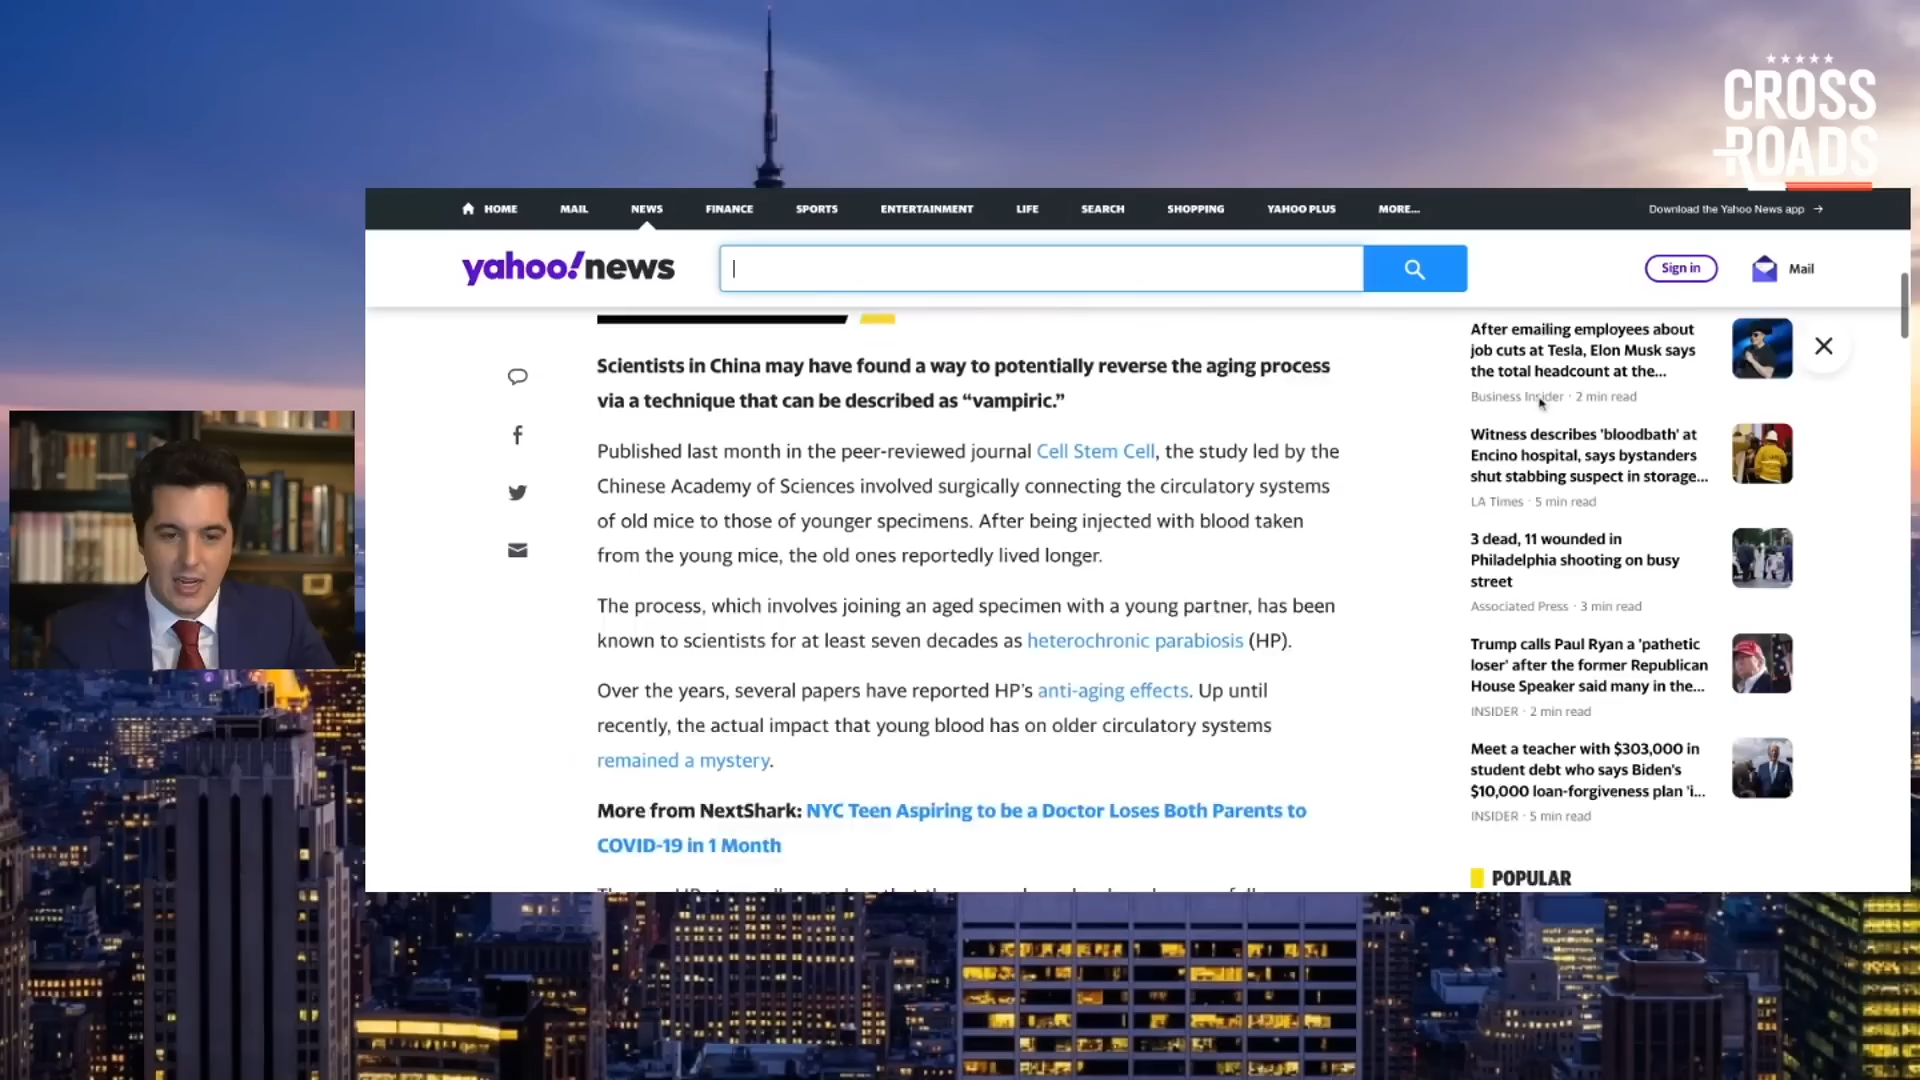 CROSS
ROADS
HOME MAIL NEWS FINANCE SPORTS ENTERTAINMENT LIFE SEARCH SHOPPING YAHOO PLUS MORE... Download the Yahoo News app →
yahoo!news
Sign in
Mail
Scientists in China may have found a way to potentially reverse the aging process
via a technique that can be described as “vampiric.”
Published last month in the peer-reviewed journal Cell Stem Cell, the study led by the
Chinese Academy of Sciences involved surgically connecting the circulatory systems
of old mice to those of younger specimens. After being injected with blood taken
from the young mice, the old ones reportedly lived longer.
The process, which involves joining an aged specimen with a young partner, has been
known to scientists for at least seven decades as heterochronic parabiosis (HP).
Over the years, several papers have reported HP’s anti-aging effects. Up until
recently, the actual impact that young blood has on older circulatory systems
remained a mystery.
More from NextShark: NYC Teen Aspiring to be a Doctor Loses Both Parents to
COVID-19 in 1 Month
After emailing employees about
job cuts at Tesla, Elon Musk says
the total headcount at the...
Business Insider · 2 min read
Witness describes 'bloodbath' at
Encino hospital, says bystanders
shut stabbing suspect in storage...
LA Times · 5 min read
3 dead, 11 wounded in
Philadelphia shooting on busy
street
Associated Press · 3 min read
Trump calls Paul Ryan a 'pathetic
loser' after the former Republican
House Speaker said many in the...
INSIDER · 2 min read
Meet a teacher with $303,000 in
student debt who says Biden's
$10,000 loan-forgiveness plan 'i...
INSIDER · 5 min read
POPULAR